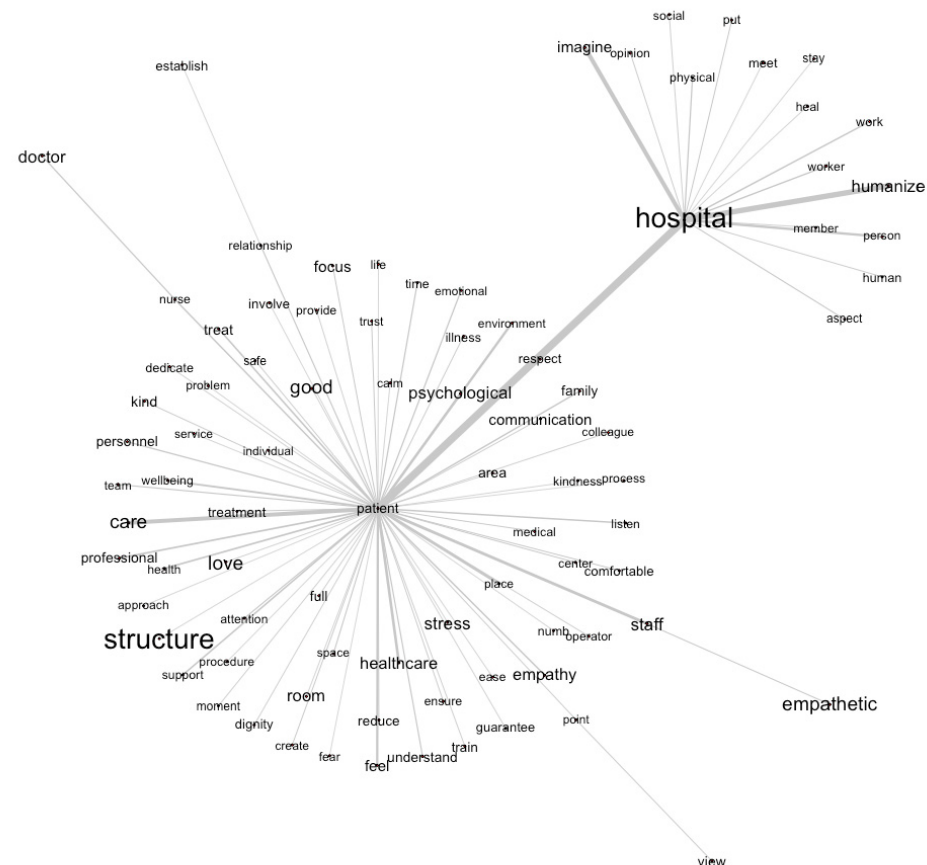 social
put
imagine
opinion
meet
stay
establish
physical
heal
work
doctor
worker
humanize
hospital
member
person
relationship
focus
life
human
time
emotional
nurse
involve
provide
aspect
trust
environment
treat
illness
safe
respect
dedicate
problem
good
calm
psychological
family
kind
communication
service
colleague
personnel
individual
area
team
wellbeing
kindness
process
care
treatment
patient
listen
medical
professional
health
love
center
comfortable
place
approach
full
attention
stress
numb
operator
staff
structure
space
procedure
healthcare
support
ease
empathy
room
ensure
empathetic
moment
dignity
reduce
guarantee
point
create
fear
feel
understand
train
view